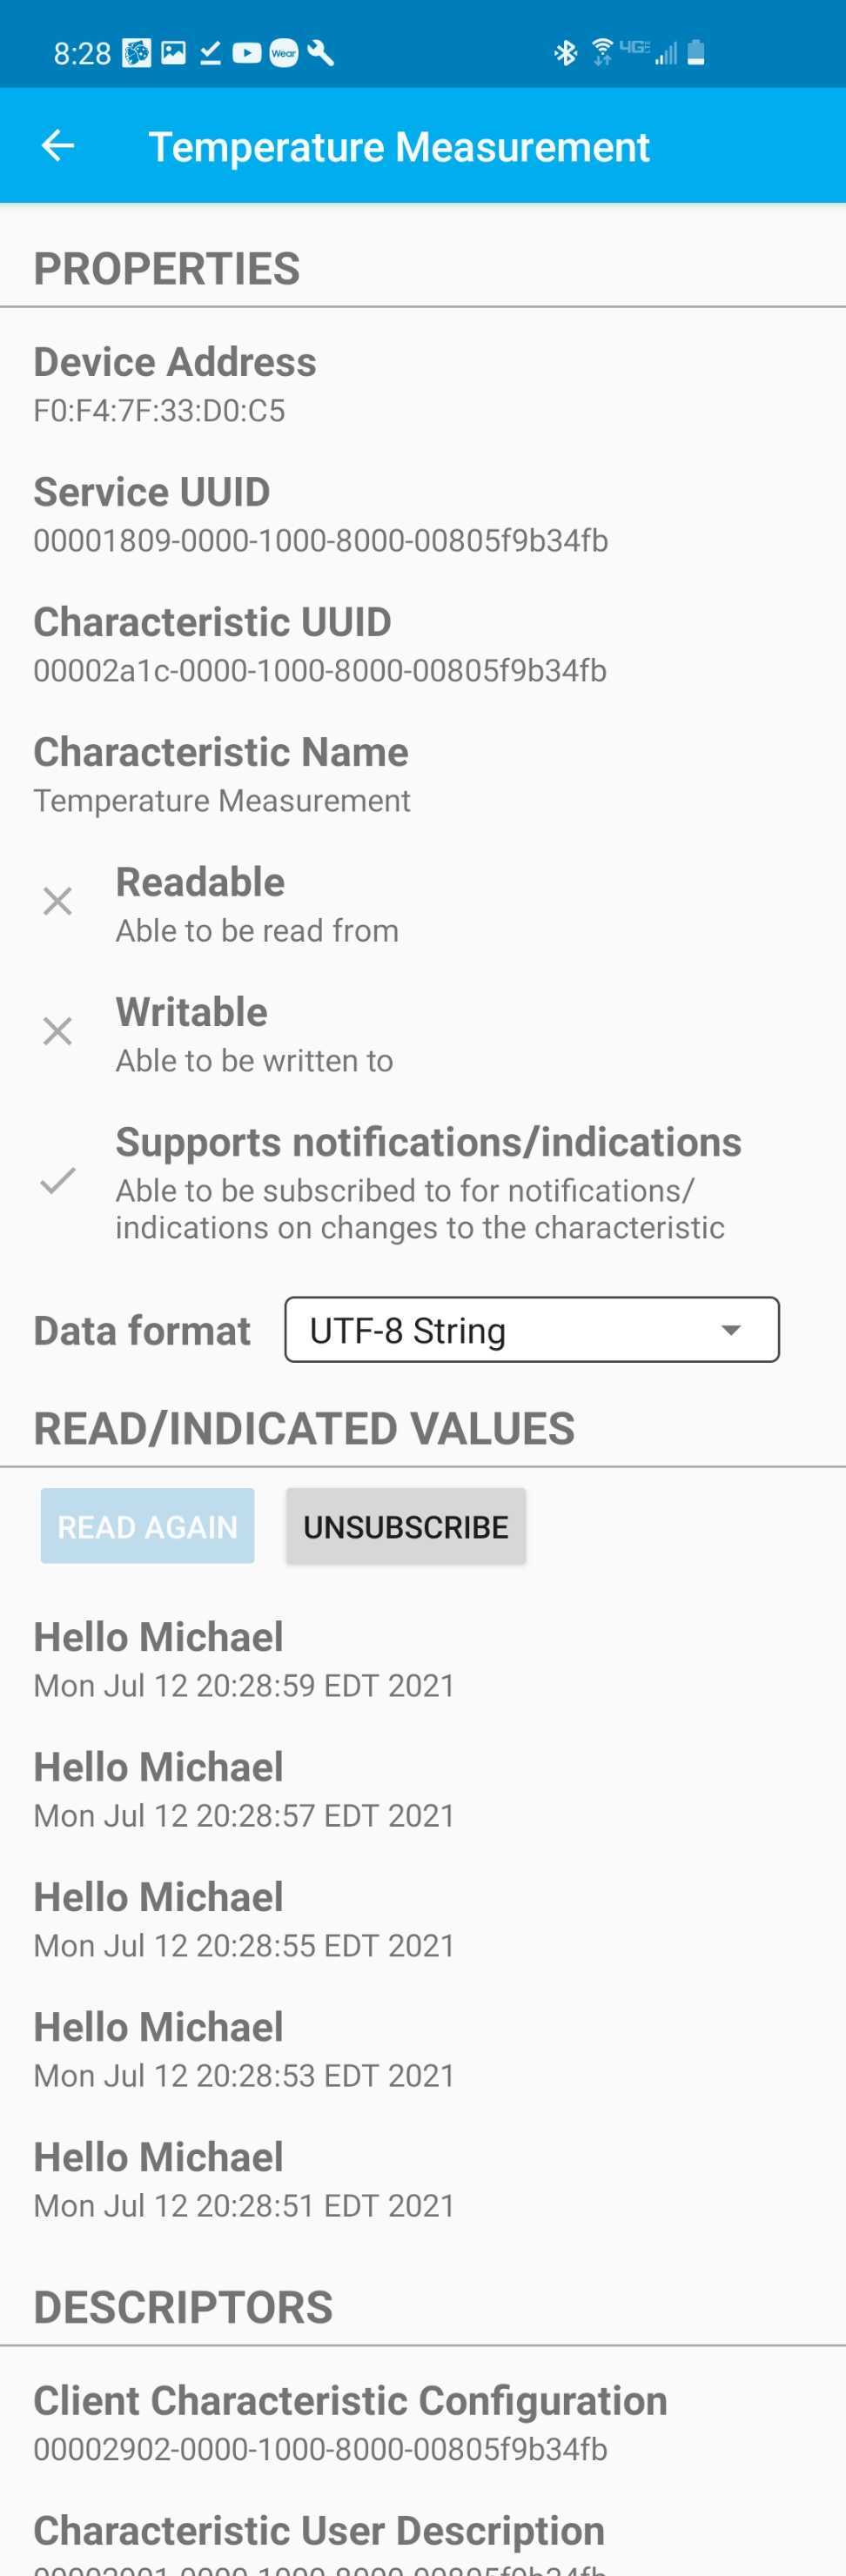 8:28 Wear 4GE
Temperature Measurement
PROPERTIES
Device Address
F0:F4:7F:33:D0:C5
Service UUID
00001809-0000-1000-8000-00805f9b34fb
Characteristic UUID
00002a1c-0000-1000-8000-00805f9b34fb
Characteristic Name
Temperature Measurement
Readable
Able to be read from
Writable
Able to be written to
Supports notifications/indications
Able to be subscribed to for notifications/
indications on changes to the characteristic
Data format UTF-8 String
READ/INDICATED VALUES
READ AGAIN UNSUBSCRIBE
Hello Michael
Mon Jul 12 20:28:59 EDT 2021
Hello Michael
Mon Jul 12 20:28:57 EDT 2021
Hello Michael
Mon Jul 12 20:28:55 EDT 2021
Hello Michael
Mon Jul 12 20:28:53 EDT 2021
Hello Michael
Mon Jul 12 20:28:51 EDT 2021
DESCRIPTORS
Client Characteristic Configuration
00002902-0000-1000-8000-00805f9b34fb
Characteristic User Description